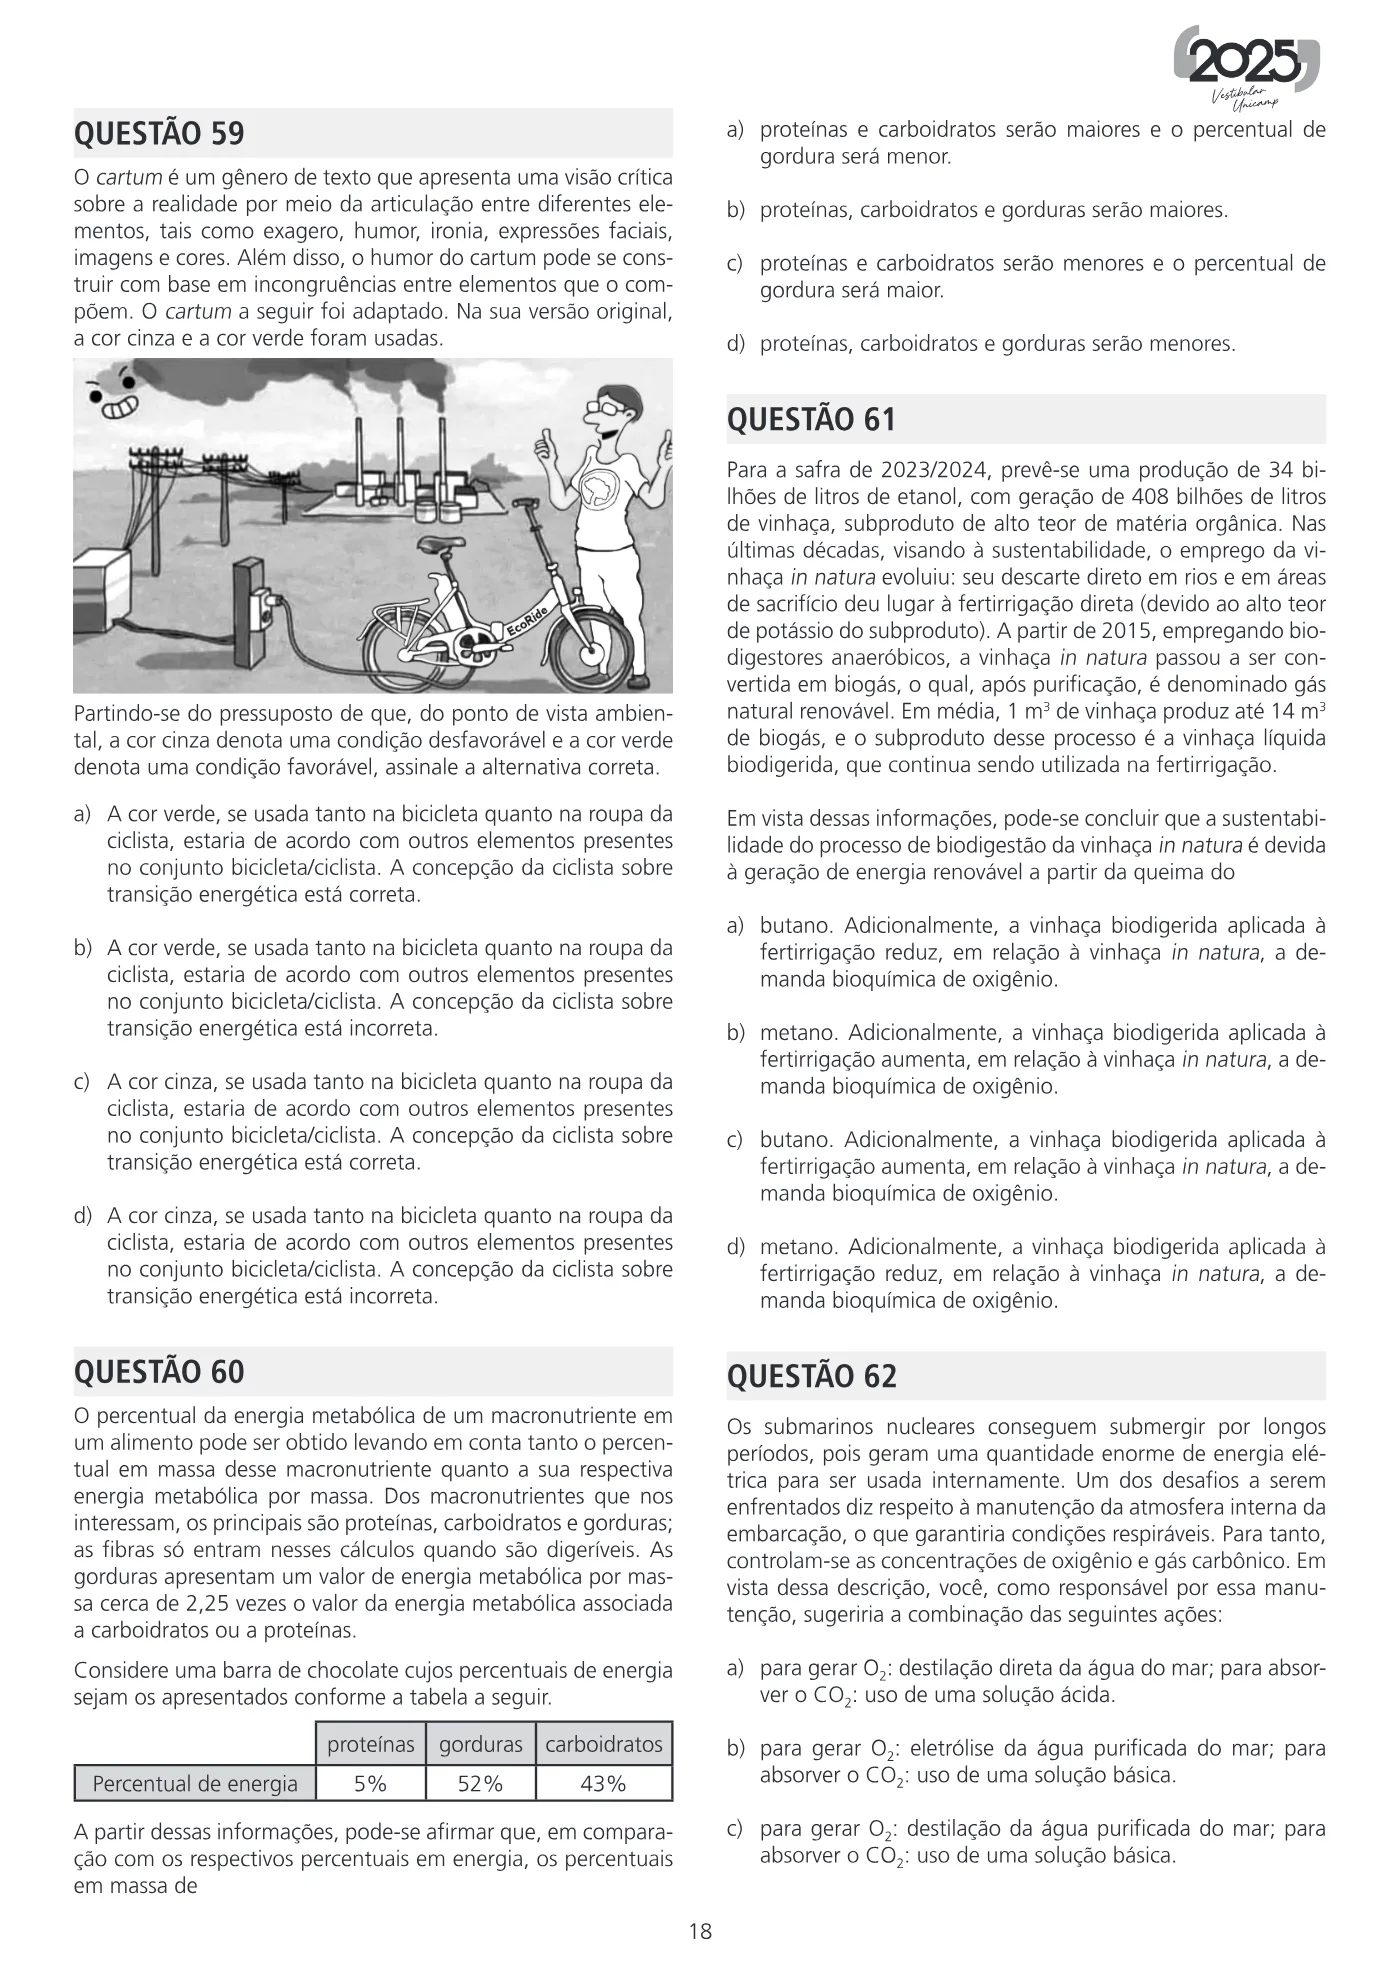 2025
Vestibular
Unicamp
QUESTÃO 59
O cartum é um gênero de texto que apresenta uma visão crítica
sobre a realidade por meio da articulação entre diferentes ele-
mentos, tais como exagero, humor, ironia, expressões faciais,
imagens e cores. Além disso, o humor do cartum pode se cons-
truir com base em incongruências entre elementos que o com-
põem. O cartum a seguir foi adaptado. Na sua versão original,
a cor cinza e a cor verde foram usadas.
EcoRide
Partindo-se do pressuposto de que, do ponto de vista ambien-
tal, a cor cinza denota uma condição desfavorável e a cor verde
denota uma condição favorável, assinale a alternativa correta.
a) A cor verde, se usada tanto na bicicleta quanto na roupa da
ciclista, estaria de acordo com outros elementos presentes
no conjunto bicicleta/ciclista. A concepção da ciclista sobre
transição energética está correta.
b) A cor verde, se usada tanto na bicicleta quanto na roupa da
ciclista, estaria de acordo com outros elementos presentes
no conjunto bicicleta/ciclista. A concepção da ciclista sobre
transição energética está incorreta.
c) A cor cinza, se usada tanto na bicicleta quanto na roupa da
ciclista, estaria de acordo com outros elementos presentes
no conjunto bicicleta/ciclista. A concepção da ciclista sobre
transição energética está correta.
d) A cor cinza, se usada tanto na bicicleta quanto na roupa da
ciclista, estaria de acordo com outros elementos presentes
no conjunto bicicleta/ciclista. A concepção da ciclista sobre
transição energética está incorreta.
QUESTÃO 60
O percentual da energia metabólica de um macronutriente em
um alimento pode ser obtido levando em conta tanto o percen-
tual em massa desse macronutriente quanto a sua respectiva
energia metabólica por massa. Dos macronutrientes que nos
interessam, os principais são proteínas, carboidratos e gorduras;
as fibras só entram nesses cálculos quando são digeríveis. As
gorduras apresentam um valor de energia metabólica por mas-
sa cerca de 2,25 vezes o valor da energia metabólica associada
a carboidratos ou a proteínas.
Considere uma barra de chocolate cujos percentuais de energia
sejam os apresentados conforme a tabela a seguir.
proteínas gorduras carboidratos
Percentual de energia 5% 52% 43%
A partir dessas informações, pode-se afirmar que, em compara-
ção com os respectivos percentuais em energia, os percentuais
em massa de
a) proteínas e carboidratos serão maiores e o percentual de
gordura será menor.
b) proteínas, carboidratos e gorduras serão maiores.
c) proteínas e carboidratos serão menores e o percentual de
gordura será maior.
d) proteínas, carboidratos e gorduras serão menores.
QUESTÃO 61
Para a safra de 2023/2024, prevê-se uma produção de 34 bi-
lhões de litros de etanol, com geração de 408 bilhões de litros
de vinhaça, subproduto de alto teor de matéria orgânica. Nas
últimas décadas, visando à sustentabilidade, o emprego da vi-
nhaça in natura evoluiu: seu descarte direto em rios e em áreas
de sacrifício deu lugar à fertirrigação direta (devido ao alto teor
de potássio do subproduto). A partir de 2015, empregando bio-
digestores anaeróbicos, a vinhaça in natura passou a ser con-
vertida em biogás, o qual, após purificação, é denominado gás
natural renovável. Em média, 1 m³ de vinhaça produz até 14 m³
de biogás, e o subproduto desse processo é a vinhaça líquida
biodigerida, que continua sendo utilizada na fertirrigação.
Em vista dessas informações, pode-se concluir que a sustentabi-
lidade do processo de biodigestão da vinhaça in natura é devida
à geração de energia renovável a partir da queima do
a) butano. Adicionalmente, a vinhaça biodigerida aplicada à
fertirrigação reduz, em relação à vinhaça in natura, a de-
manda bioquímica de oxigênio.
b) metano. Adicionalmente, a vinhaça biodigerida aplicada à
fertirrigação aumenta, em relação à vinhaça in natura, a de-
manda bioquímica de oxigênio.
c) butano. Adicionalmente, a vinhaça biodigerida aplicada à
fertirrigação aumenta, em relação à vinhaça in natura, a de-
manda bioquímica de oxigênio.
d) metano. Adicionalmente, a vinhaça biodigerida aplicada à
fertirrigação reduz, em relação à vinhaça in natura, a de-
manda bioquímica de oxigênio.
QUESTÃO 62
Os submarinos nucleares conseguem submergir por longos
períodos, pois geram uma quantidade enorme de energia elé-
trica para ser usada internamente. Um dos desafios a serem
enfrentados diz respeito à manutenção da atmosfera interna da
embarcação, o que garantiria condições respiráveis. Para tanto,
controlam-se as concentrações de oxigênio e gás carbônico. Em
vista dessa descrição, você, como responsável por essa manu-
tenção, sugeriria a combinação das seguintes ações:
a) para gerar O₂: destilação direta da água do mar; para absor-
ver o CO₂: uso de uma solução ácida.
b) para gerar O₂: eletrólise da água purificada do mar; para
absorver o CO₂: uso de uma solução básica.
c) para gerar O₂: destilação da água purificada do mar; para
absorver o CO₂: uso de uma solução básica.
18